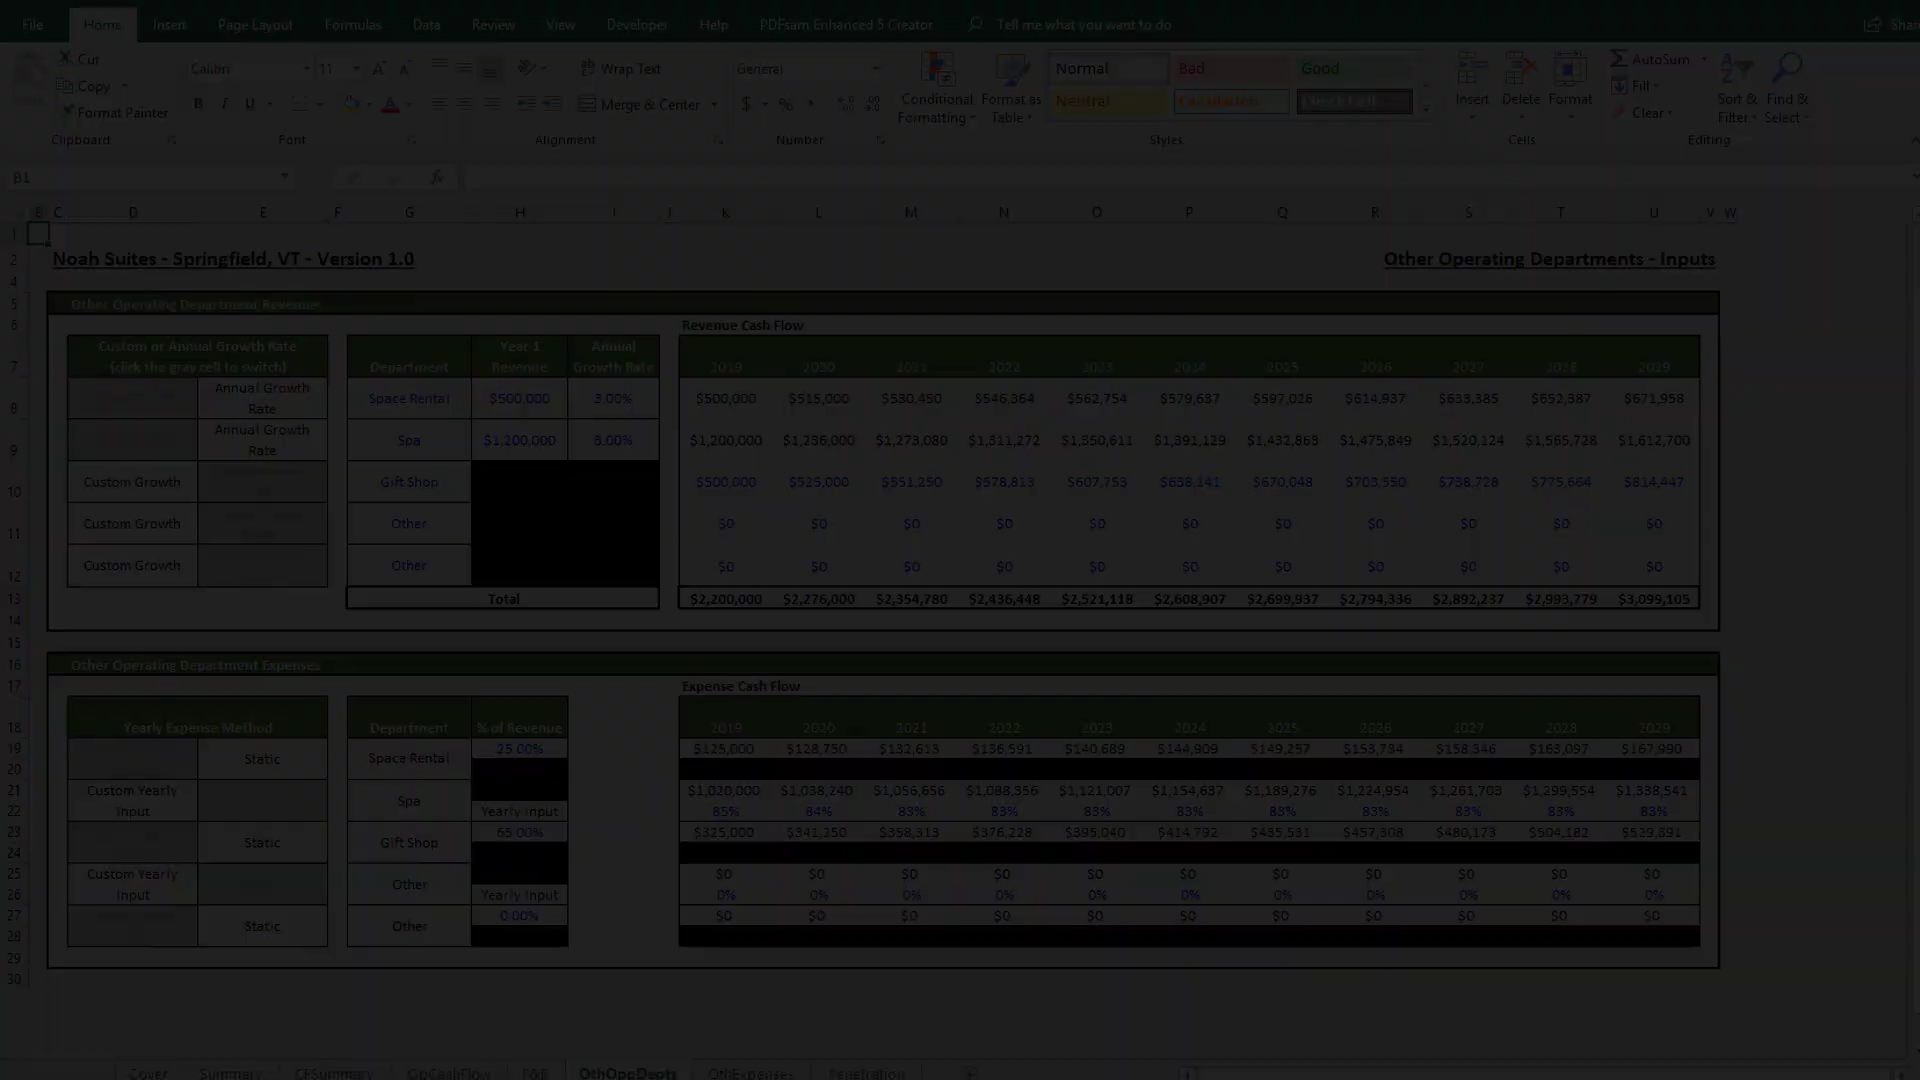 File Home Insert Page Layout Formulas Data Review View Developer Help PDFsam Enhanced 5 Creator Tell me what you want to do
Cut
Copy
Format Painter
Clipboard
Calibri 11
B I U
Font
Wrap Text
Merge & Center
Alignment
General
$ %
Number
Conditional Formatting
Format as Table
Normal Bad Good
Neutral Calculation Check Cell
Styles
Insert Delete Format
Cells
AutoSum
Fill
Clear
Sort & Filter
Find & Select
Editing
B1 fx
C D E F G H I J K L M N O P Q R S T U V W
Noah Suites - Springfield, VT - Version 1.0
Other Operating Departments - Inputs
Other Operating Department Revenues
Revenue Cash Flow
Custom or Annual Growth Rate
(click the gray cell to switch)
Department Year 1 Revenue Annual Growth Rate 2019 2020 2021 2022 2023 2024 2025 2026 2027 2028 2029
Annual Growth Rate Space Rental $500,000 3.00% $500,000 $515,000 $530,450 $546,364 $562,754 $579,637 $597,026 $614,937 $633,385 $652,387 $671,958
Annual Growth Rate Spa $1,200,000 3.00% $1,200,000 $1,236,000 $1,273,080 $1,311,272 $1,350,611 $1,391,129 $1,432,863 $1,475,849 $1,520,124 $1,565,728 $1,612,700
Custom Growth Gift Shop $500,000 $525,000 $551,250 $578,813 $607,753 $638,141 $670,048 $703,550 $738,728 $775,664 $814,447
Custom Growth Other $0 $0 $0 $0 $0 $0 $0 $0 $0 $0 $0
Custom Growth Other $0 $0 $0 $0 $0 $0 $0 $0 $0 $0 $0
Total $2,200,000 $2,276,000 $2,354,780 $2,436,448 $2,521,118 $2,608,907 $2,699,937 $2,794,336 $2,892,237 $2,993,779 $3,099,105
Other Operating Department Expenses
Expense Cash Flow
Yearly Expense Method Department % of Revenue 2019 2020 2021 2022 2023 2024 2025 2026 2027 2028 2029
Static Space Rental 25.00% $125,000 $128,750 $132,613 $136,591 $140,689 $144,909 $149,257 $153,734 $158,346 $163,097 $167,990
Custom Yearly Input Spa $1,020,000 $1,038,240 $1,056,656 $1,088,356 $1,121,007 $1,154,637 $1,189,276 $1,224,954 $1,261,703 $1,299,554 $1,338,541
Yearly Input 85% 84% 83% 83% 83% 83% 83% 83% 83% 83% 83%
Static Gift Shop 65.00% $325,000 $341,250 $358,313 $376,228 $395,040 $414,792 $435,531 $457,308 $480,173 $504,182 $529,391
Custom Yearly Input Other $0 $0 $0 $0 $0 $0 $0 $0 $0 $0 $0
Yearly Input 0% 0% 0% 0% 0% 0% 0% 0% 0% 0% 0%
Static Other 0.00% $0 $0 $0 $0 $0 $0 $0 $0 $0 $0 $0
Cover Summary CFSummary OpCashFlow F&B OthOppDepts OthExpenses Penetration